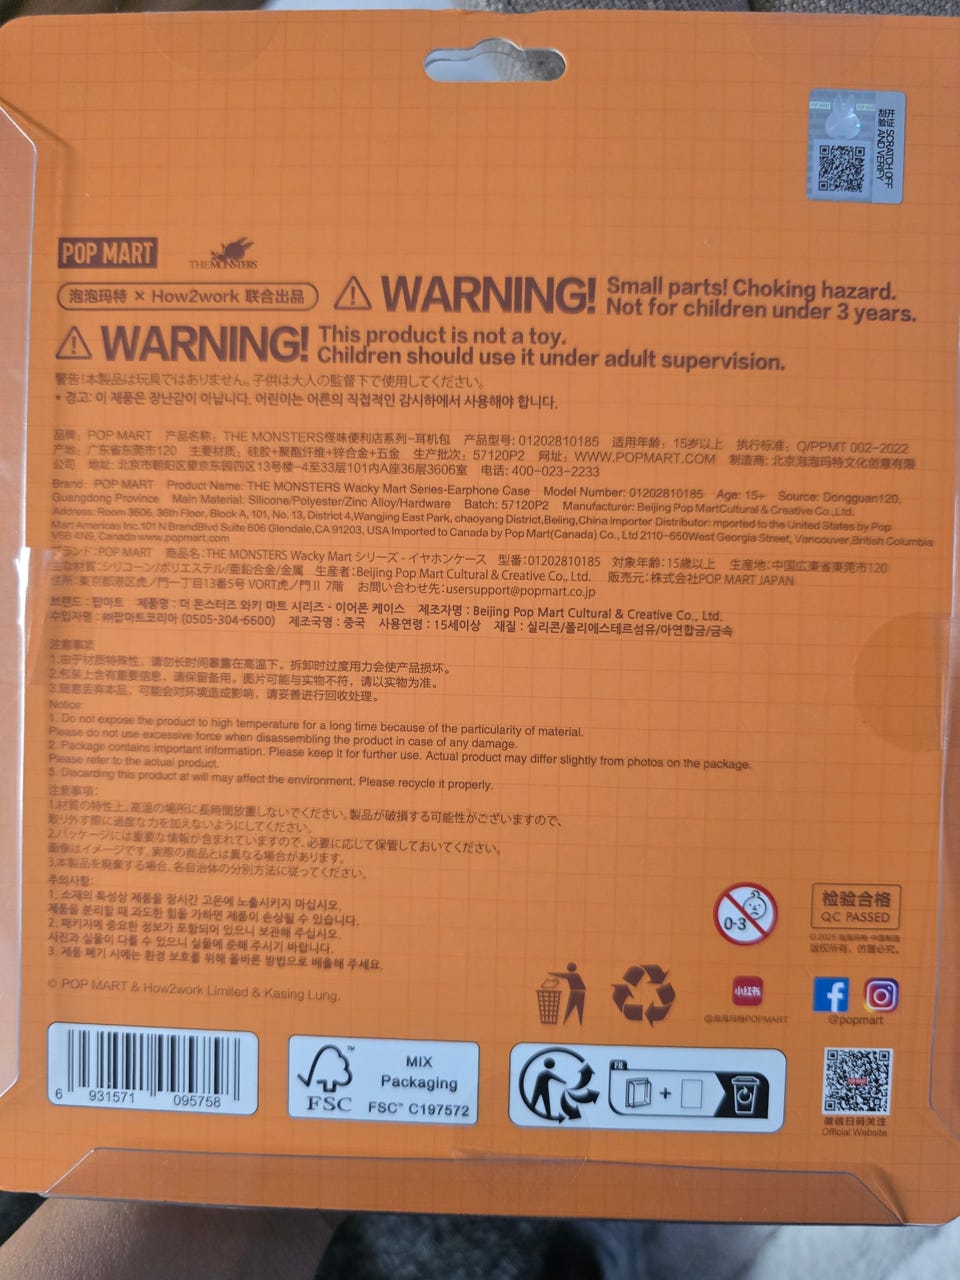 开证 SCRATCH OFF
刮验 AND VERIFY
POP MART
THE MONSTERS
泡泡玛特 × How2work 联合出品
WARNING! Small parts! Choking hazard.
Not for children under 3 years.
WARNING! This product is not a toy.
Children should use it under adult supervision.
警告!本製品は玩具ではありません。子供は大人の監督下で使用してください。
* 경고: 이 제품은 장난감이 아닙니다. 어린이는 어른의 직접적인 감시하에서 사용해야 합니다.
品牌：POP MART 产品名称：THE MONSTERS怪味便利店系列-耳机包 产品型号: 01202810185 适用年龄：15岁以上 执行标准：Q/PPMT 002-2022
产地：广东省东莞市120 主要材质：硅胶+聚酯纤维+锌合金+五金 生产批次：57120P2 网址：WWW.POPMART.COM 制造商: 北京泡泡玛特文化创意有限
公司 地址: 北京市朝阳区望京东园四区13号楼-4至33层101内A座36层3606室 电话: 400-023-2233
Brand: POP MART Product Name: THE MONSTERS Wacky Mart Series-Earphone Case Model Number: 01202810185 Age: 15+ Source: Dongguan120,
Guangdong Province Main Material: Silicone/Polyester/Zinc Alloy/Hardware Batch: 57120P2 Manufacturer: Beijing Pop MartCultural & Creative Co.,Ltd.
Address: Room 3606, 36th Floor, Block A, 101, No. 13, District 4,Wangjing East Park, chaoyang District,Beiing,China Importer Distributor: mported to the United States by Pop
Mart Americas Inc.101 N BrandBlvd Suite 606 Glendale,CA 91203, USA Imported to Canada by Pop Mart(Canada) Co., Ltd 2110-650West Georgia Street, Vancouver,British Columbia
V6B 4N9, Canada www.popmart.com
ブランド:POP MART 商品名:THE MONSTERS Wacky Mart シリーズ - イヤホンケース 型番:01202810185 対象年齢:15歳以上 生産地:中国広東省東莞市120
主な材質:シリコーン/ポリエステル/亜鉛合金/金属 生産者:Beijing Pop Mart Cultural & Creative Co., Ltd. 販売元:株式会社POP MART JAPAN
住所:東京都港区虎ノ門一丁目13番5号 VORT虎ノ門 II 7階 お問い合わせ先:usersupport@popmart.co.jp
브랜드 : 팝마트 제품명 : 더 몬스터즈 와키 마트 시리즈 - 이어폰 케이스 제조자명 : Beijing Pop Mart Cultural & Creative Co., Ltd.
수입자명 : ㈜팝마트코리아 (0505-304-6600) 제조국명 : 중국 사용연령 : 15세이상 재질 : 실리콘/폴리에스테르섬유/아연합금/금속
注意事项
1.由于材质特殊性，请勿长时间暴露在高温下。拆卸时过度用力会使产品损坏。
2.包装上含有重要信息，请保留备用。图片可能与实物不符，请以实物为准。
3.随意丢弃本品，可能会对环境造成影响，请妥善进行回收处理。
Notice:
1. Do not expose the product to high temperature for a long time because of the particularity of material.
Please do not use excessive force when disassembling the product in case of any damage.
2. Package contains important information. Please keep it for further use. Actual product may differ slightly from photos on the package.
Please refer to the actual product.
3. Discarding this product at will may affect the environment. Please recycle it properly.
注意事項:
1.材質の特性上、高温の場所に長時間放置しないでください。製品が破損する可能性がございますので、
取り外す際に過度な力を加えないようにしてください。
2.パッケージには重要な情報が含まれていますので、必要に応じて保管しておいてください。
画像はイメージです。実際の商品とは異なる場合があります。
3.本製品を廃棄する場合、各自治体の分別方法に従ってください。
주의사항:
1. 소재의 특성상 제품을 장시간 고온에 노출시키지 마십시오.
제품을 분리할 때 과도한 힘을 가하면 제품이 손상될 수 있습니다.
2. 패키지에 중요한 정보가 포함되어 있으니 보관해 주십시오.
사진과 실물이 다를 수 있으니 실물에 준해 주시기 바랍니다.
3. 제품 폐기 시에는 환경 보호를 위해 올바른 방법으로 배출해 주세요.
© POP MART & How2work Limited & Kasing Lung.
0-3
检验合格
QC PASSED
©2025 泡泡玛特 中国制造
版权所有，仿冒必究。
小红书
@泡泡玛特POPMART
@popmart
6 931571 095758
FSC™
MIX
Packaging
FSC™ C197572
FR
+
微信扫码关注
Official Website